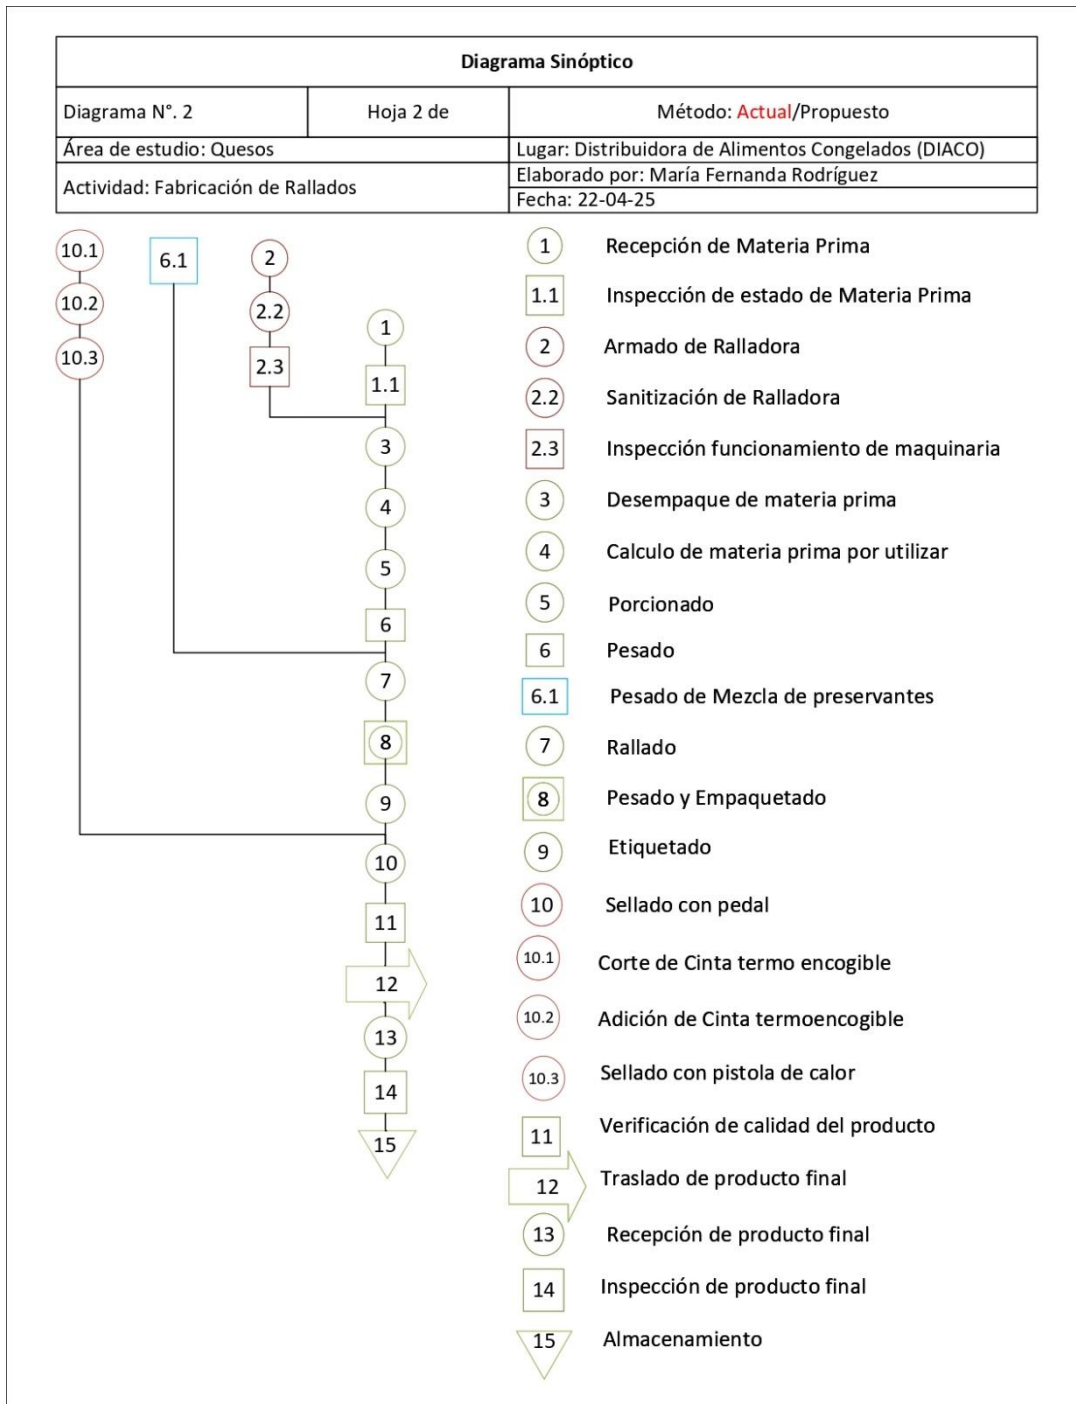 Diagrama Sinóptico
Diagrama N°. 2
Hoja 2 de
Método: Actual/Propuesto
Área de estudio: Quesos
Lugar: Distribuidora de Alimentos Congelados (DIACO)
Actividad: Fabricación de Rallados
Elaborado por: María Fernanda Rodríguez
Fecha: 22-04-25
10.1
10.2
10.3
6.1
2
2.2
2.3
1
1.1
3
4
5
6
7
8
9
10
11
12
13
14
15
1 Recepción de Materia Prima
1.1 Inspección de estado de Materia Prima
2 Armado de Ralladora
2.2 Sanitización de Ralladora
2.3 Inspección funcionamiento de maquinaria
3 Desempaque de materia prima
4 Calculo de materia prima por utilizar
5 Porcionado
6 Pesado
6.1 Pesado de Mezcla de preservantes
7 Rallado
8 Pesado y Empaquetado
9 Etiquetado
10 Sellado con pedal
10.1 Corte de Cinta termo encogible
10.2 Adición de Cinta termoencogible
10.3 Sellado con pistola de calor
11 Verificación de calidad del producto
12 Traslado de producto final
13 Recepción de producto final
14 Inspección de producto final
15 Almacenamiento